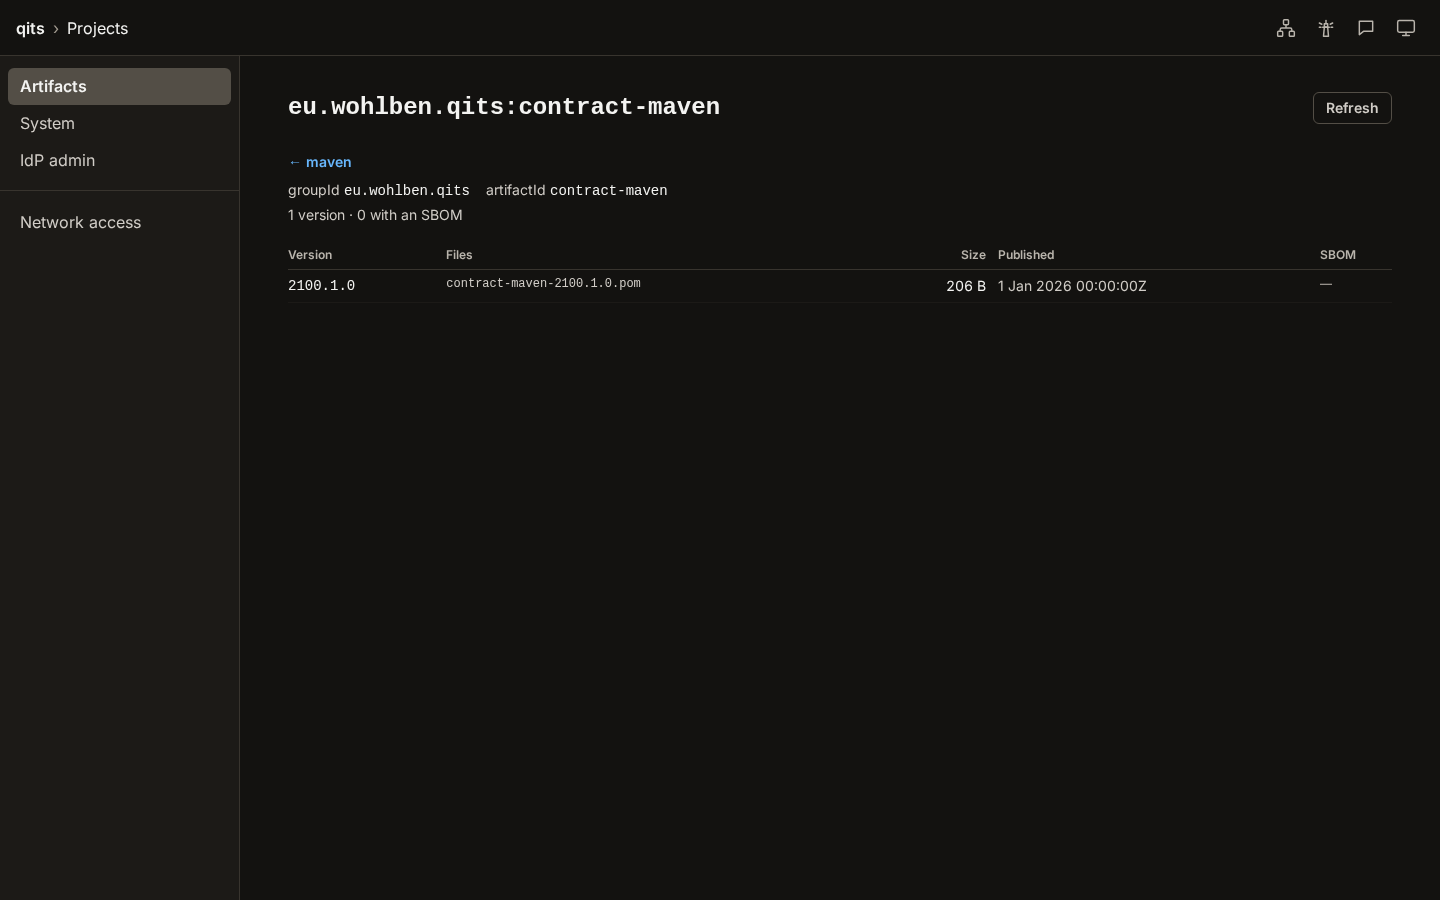 qits › Projects
Artifacts
System
IdP admin
Network access
eu.wohlben.qits:contract-maven
Refresh
← maven
groupId eu.wohlben.qits artifactId contract-maven
1 version · 0 with an SBOM
Version Files Size Published SBOM
2100.1.0 contract-maven-2100.1.0.pom 206 B 1 Jan 2026 00:00:00Z —